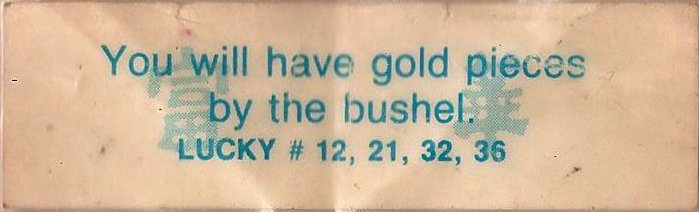 You will have gold pieces
by the bushel.
LUCKY # 12, 21, 32, 36